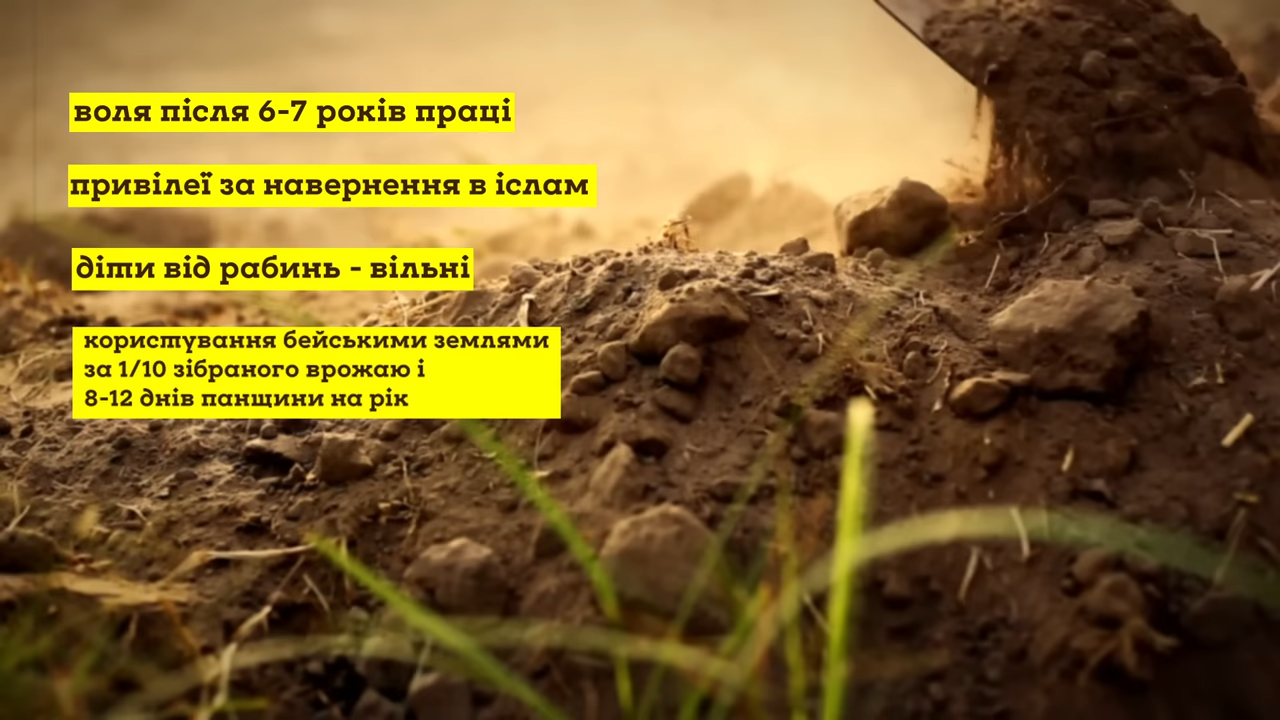 воля після 6-7 років праці
привілеї за навернення в іслам
діти від рабинь - вільні
користування бейськими землями
за 1/10 зібраного врожаю і
8-12 днів панщини на рік